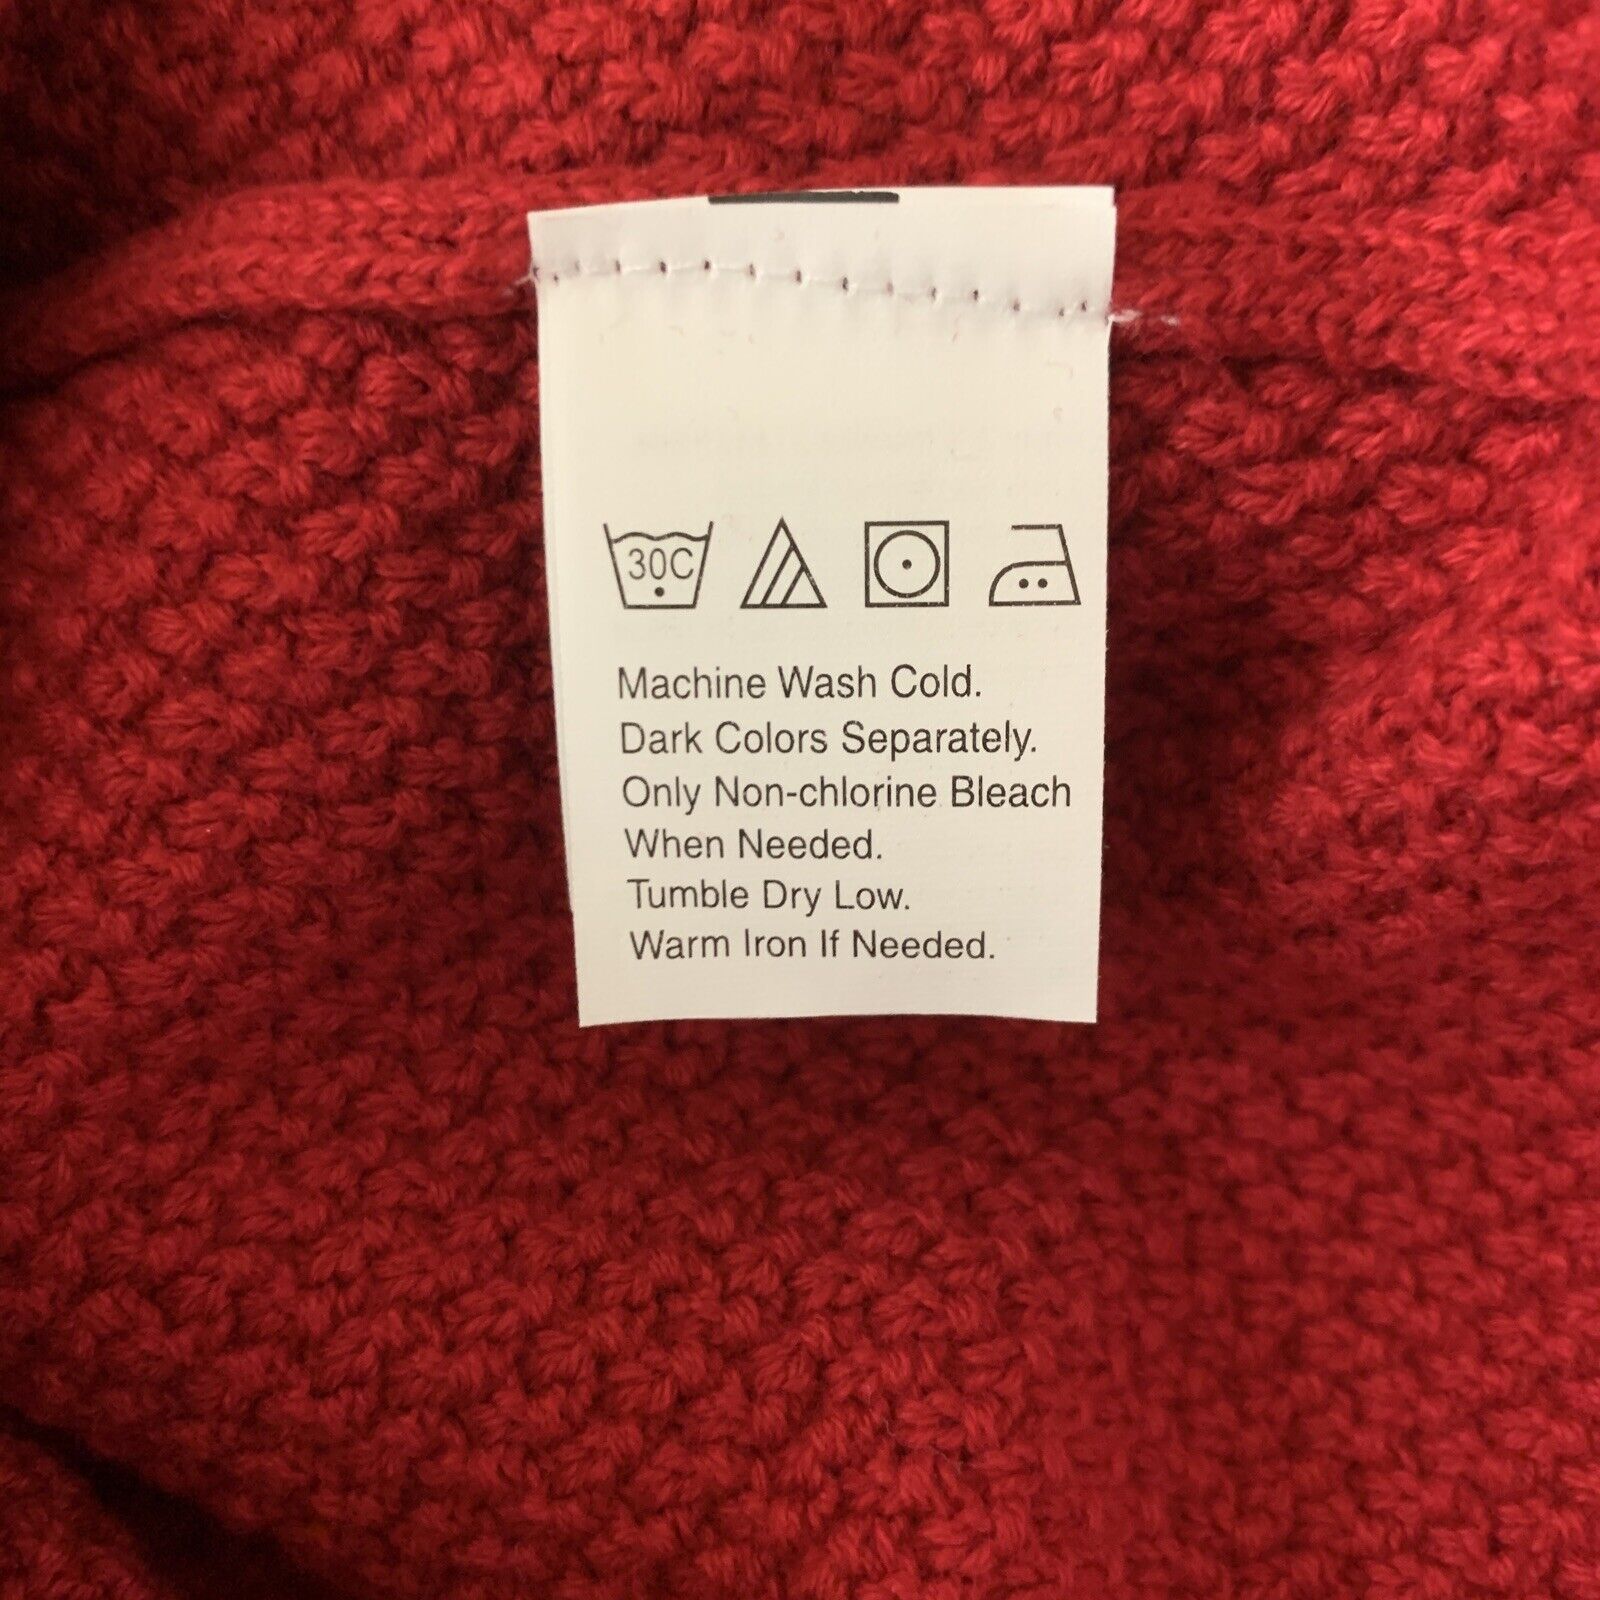 30C
Machine Wash Cold.
Dark Colors Separately.
Only Non-chlorine Bleach
When Needed.
Tumble Dry Low.
Warm Iron If Needed.